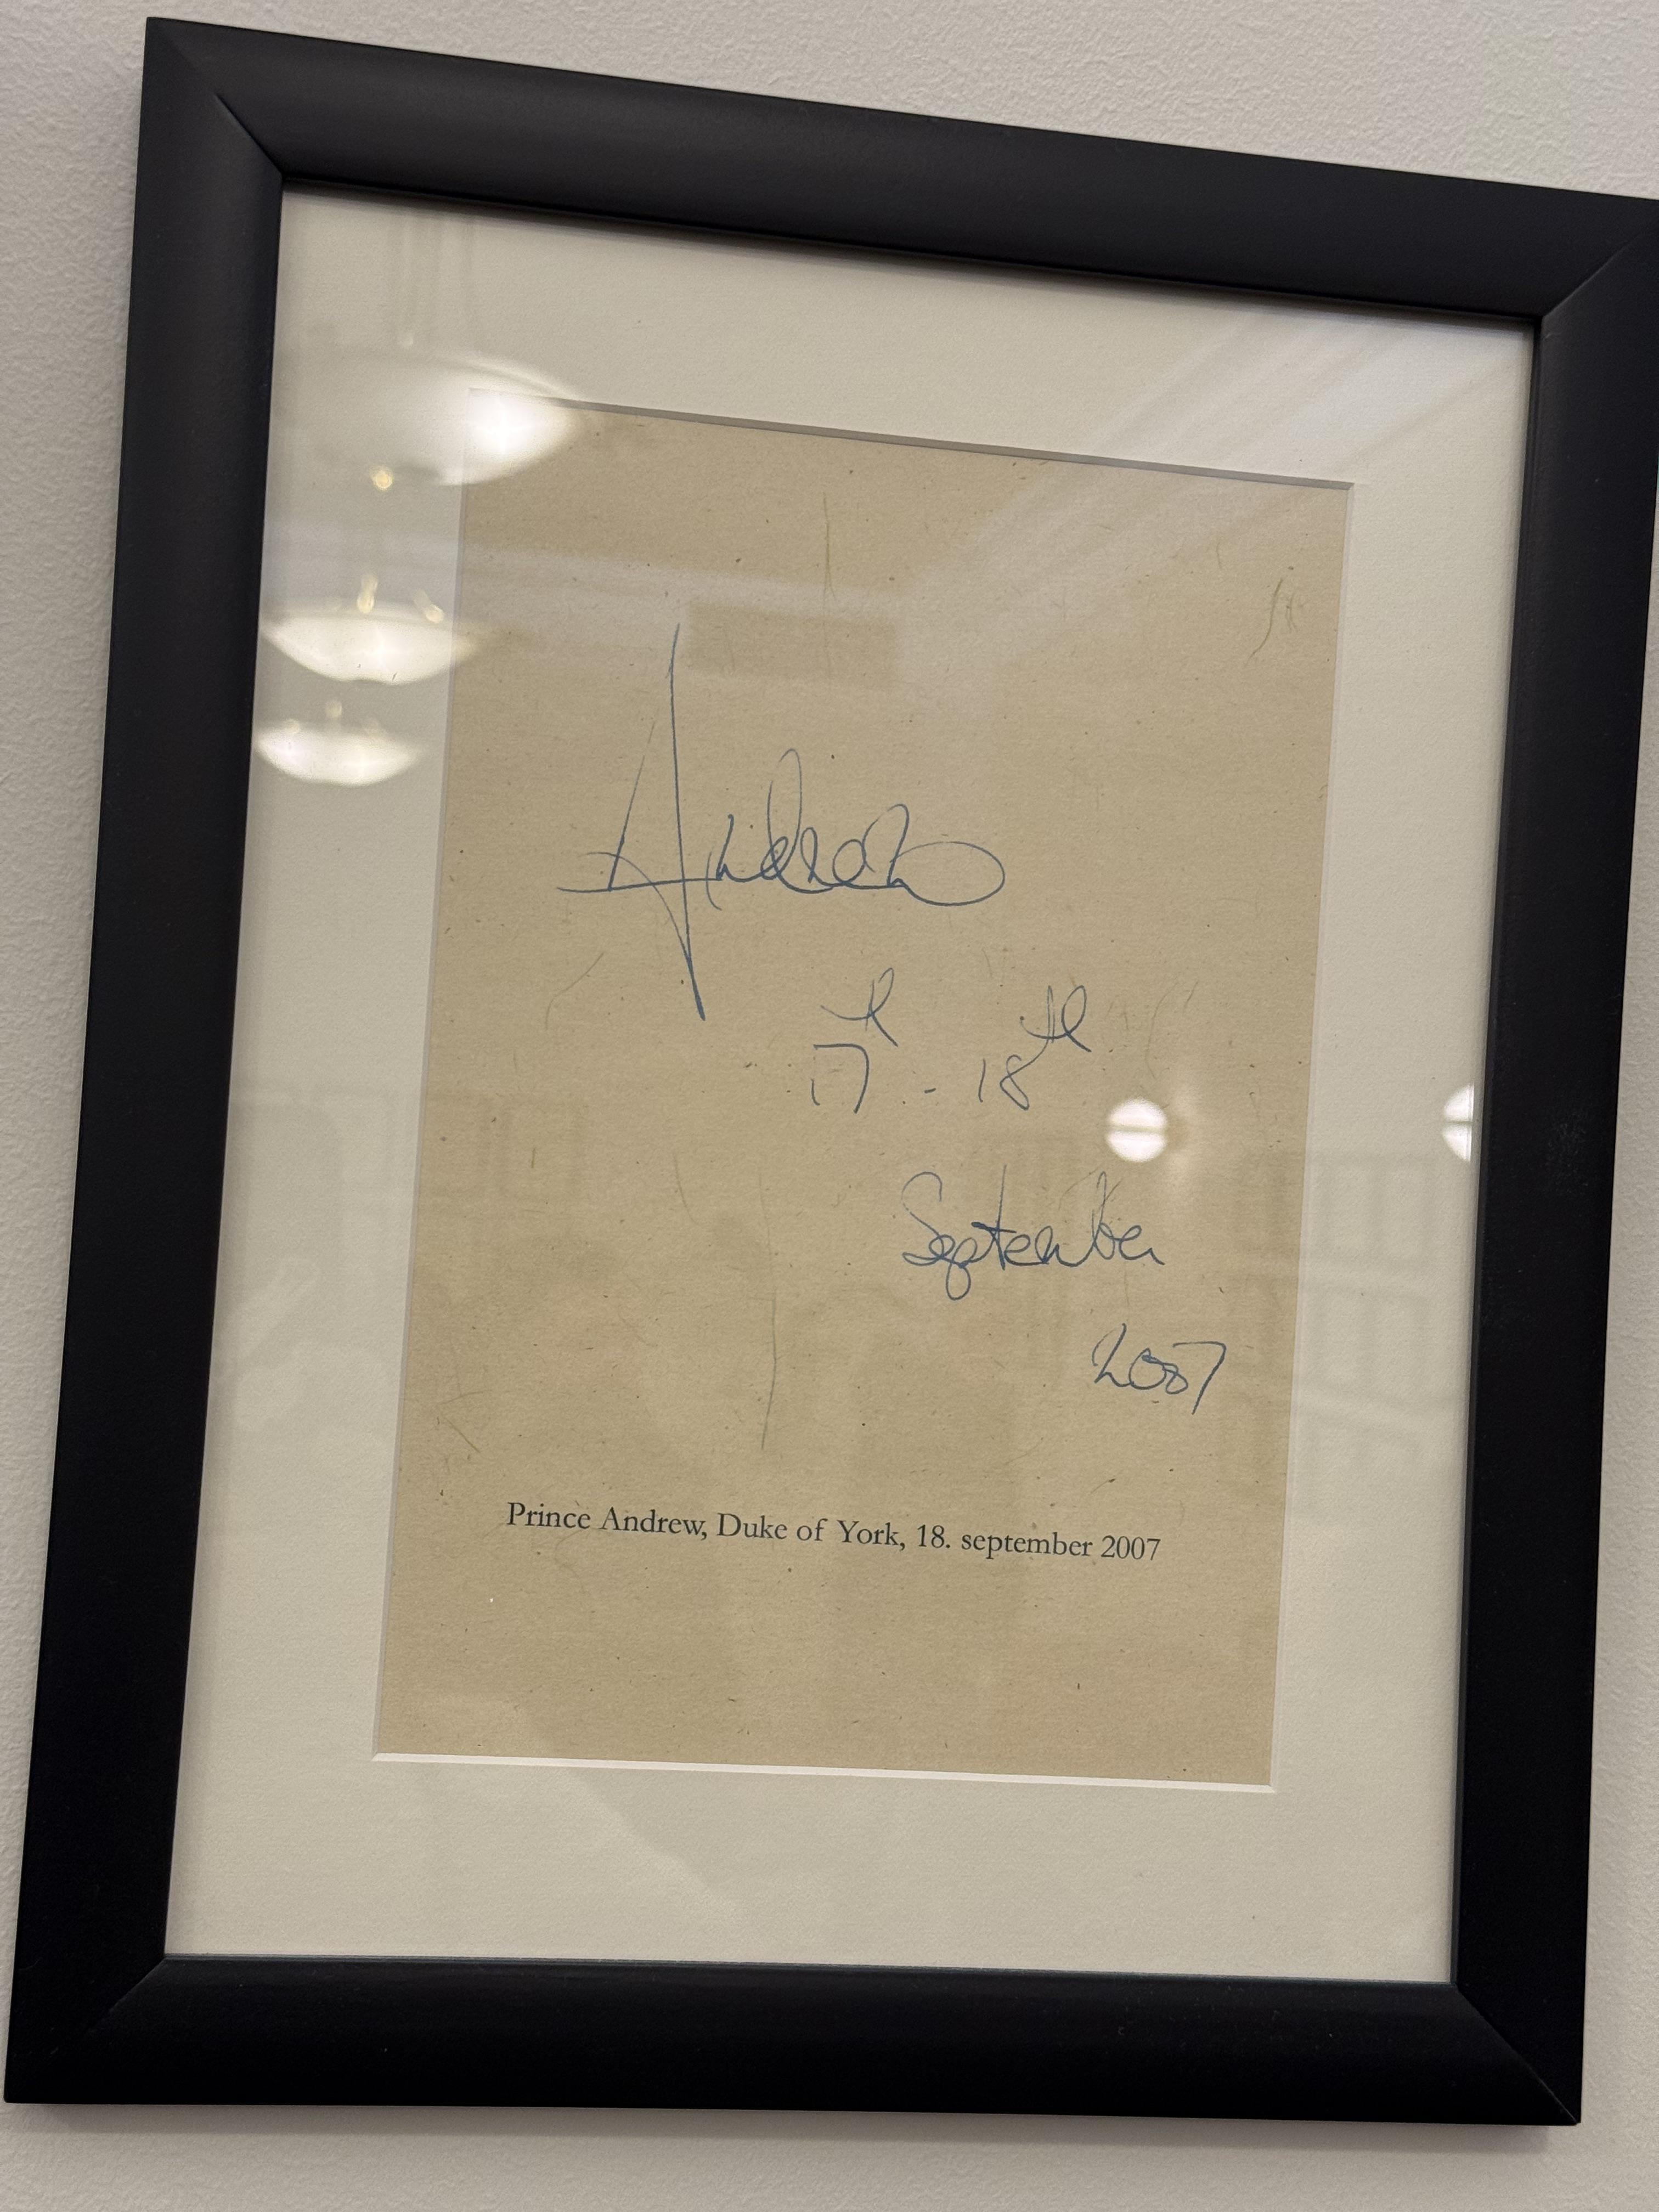 Andrew
17th - 18th
September
2007
Prince Andrew, Duke of York, 18. september 2007